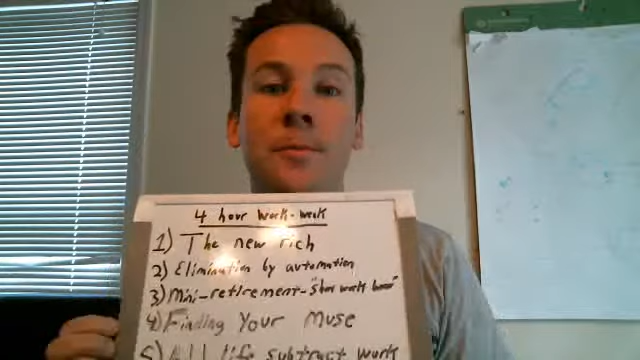 4 hour work-week
1) The new rich
2) Elimination by automation
3) Mini-retirement-"
4) Finding Your Muse
5) All life subtract work